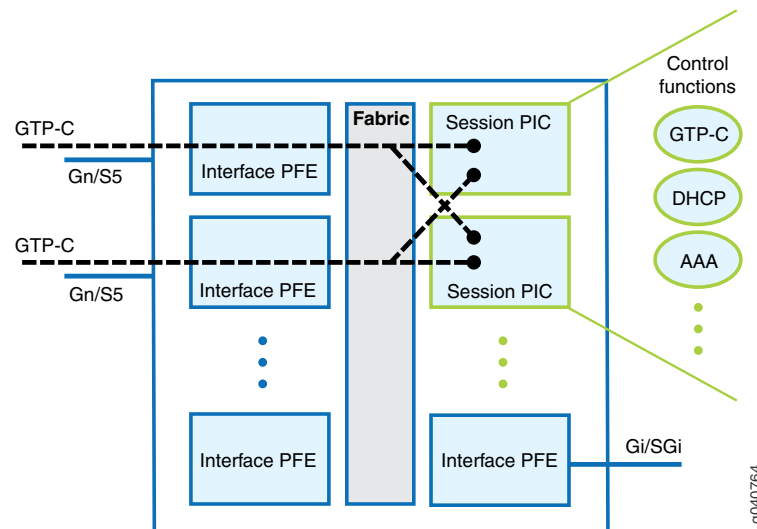 Control
functions
GTP-C
Gn/S5
Interface PFE
Fabric
Session PIC
GTP-C
DHCP
AAA
GTP-C
Gn/S5
Interface PFE
Session PIC
Interface PFE
Interface PFE
Gi/SGi
g040764